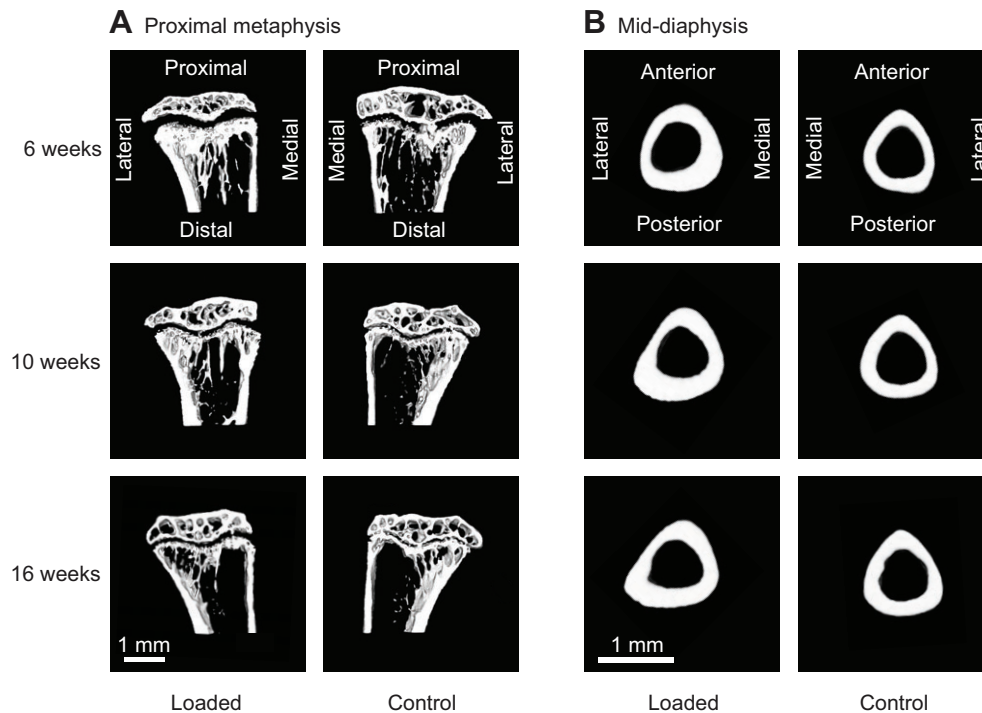 A Proximal metaphysis
B Mid-diaphysis
6 weeks
Proximal
Lateral
Medial
Distal
Proximal
Medial
Lateral
Distal
Anterior
Lateral
Medial
Posterior
Anterior
Medial
Lateral
Posterior
10 weeks
16 weeks
1 mm
1 mm
Loaded
Control
Loaded
Control